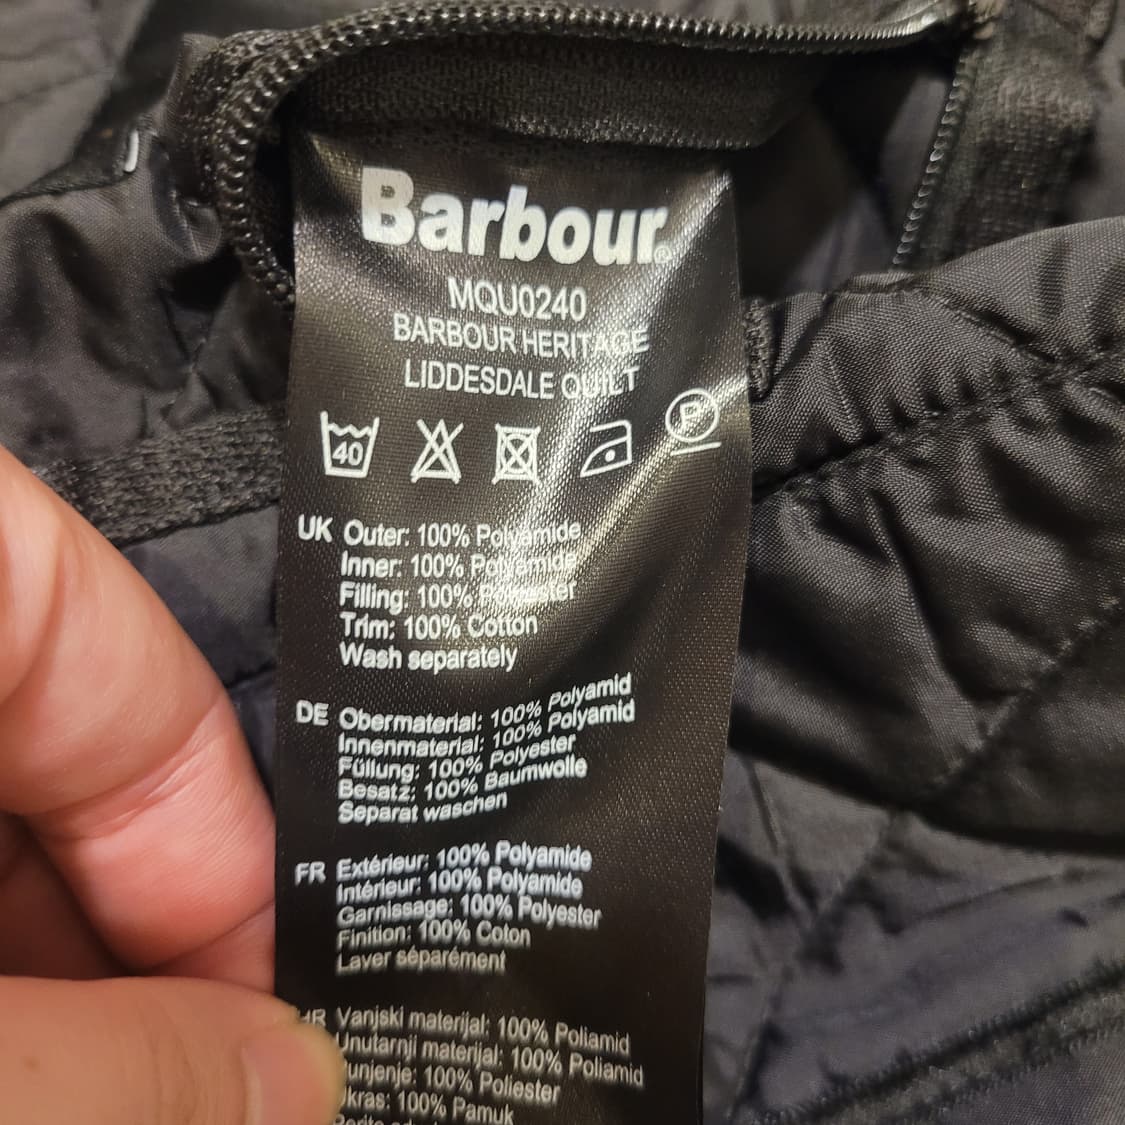 Barbour®
MQU0240
BARBOUR HERITAGE
LIDDESDALE QUILT
40
P
UK Outer: 100% Polyamide
Inner: 100% Polyamide
Filling: 100% Polyester
Trim: 100% Cotton
Wash separately
DE Obermaterial: 100% Polyamid
Innenmaterial: 100% Polyamid
Füllung: 100% Polyester
Besatz: 100% Baumwolle
Separat waschen
FR Extérieur: 100% Polyamide
Intérieur: 100% Polyamide
Garnissage: 100% Polyester
Finition: 100% Coton
Laver séparément
HR Vanjski materijal: 100% Poliamid
Unutarnji materijal: 100% Poliamid
100% Poliester
100% Pamuk